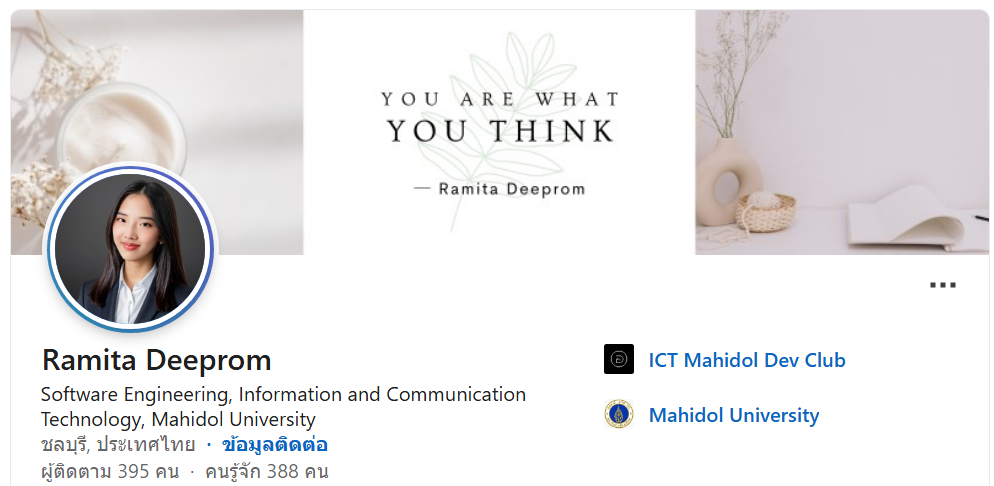 YOU ARE WHAT
YOU THINK
— Ramita Deeprom
Ramita Deeprom
Software Engineering, Information and Communication
Technology, Mahidol University
ชลบุรี, ประเทศไทย · ข้อมูลติดต่อ
ผู้ติดตาม 395 คน · คนรู้จัก 388 คน
ICT Mahidol Dev Club
Mahidol University